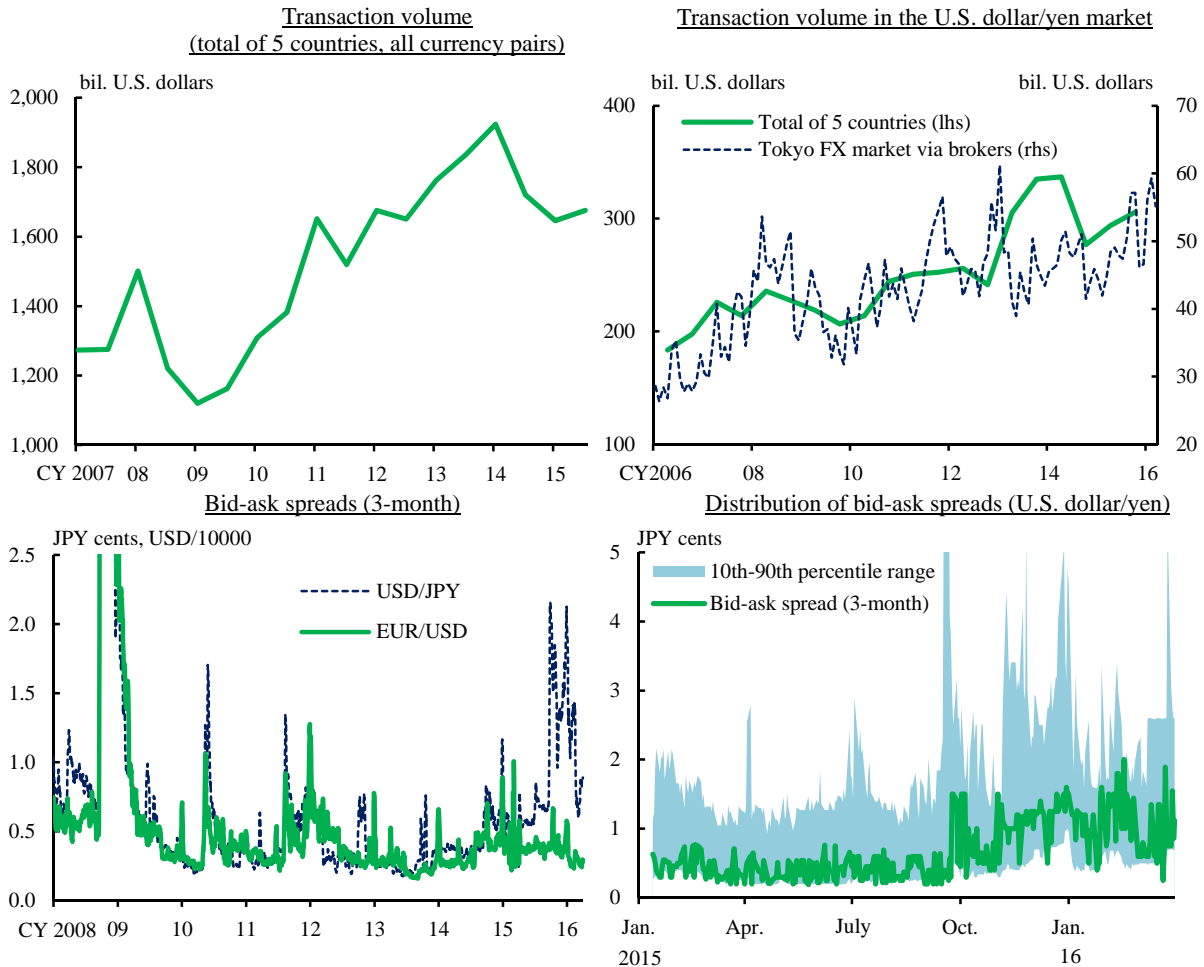 Transaction volume
(total of 5 countries, all currency pairs)
bil. U.S. dollars
2,000
1,800
1,600
1,400
1,200
1,000
CY 2007 08 09 10 11 12 13 14 15
Transaction volume in the U.S. dollar/yen market
bil. U.S. dollars bil. U.S. dollars
400 70
Total of 5 countries (lhs)
Tokyo FX market via brokers (rhs)
60
300
50
40
200
30
100 20
CY2006 08 10 12 14 16
Bid-ask spreads (3-month)
JPY cents, USD/10000
2.5
USD/JPY
2.0
EUR/USD
1.5
1.0
0.5
0.0
CY 2008 09 10 11 12 13 14 15 16
Distribution of bid-ask spreads (U.S. dollar/yen)
JPY cents
5
10th-90th percentile range
Bid-ask spread (3-month)
4
3
2
1
0
Jan. Apr. July Oct. Jan.
2015 16